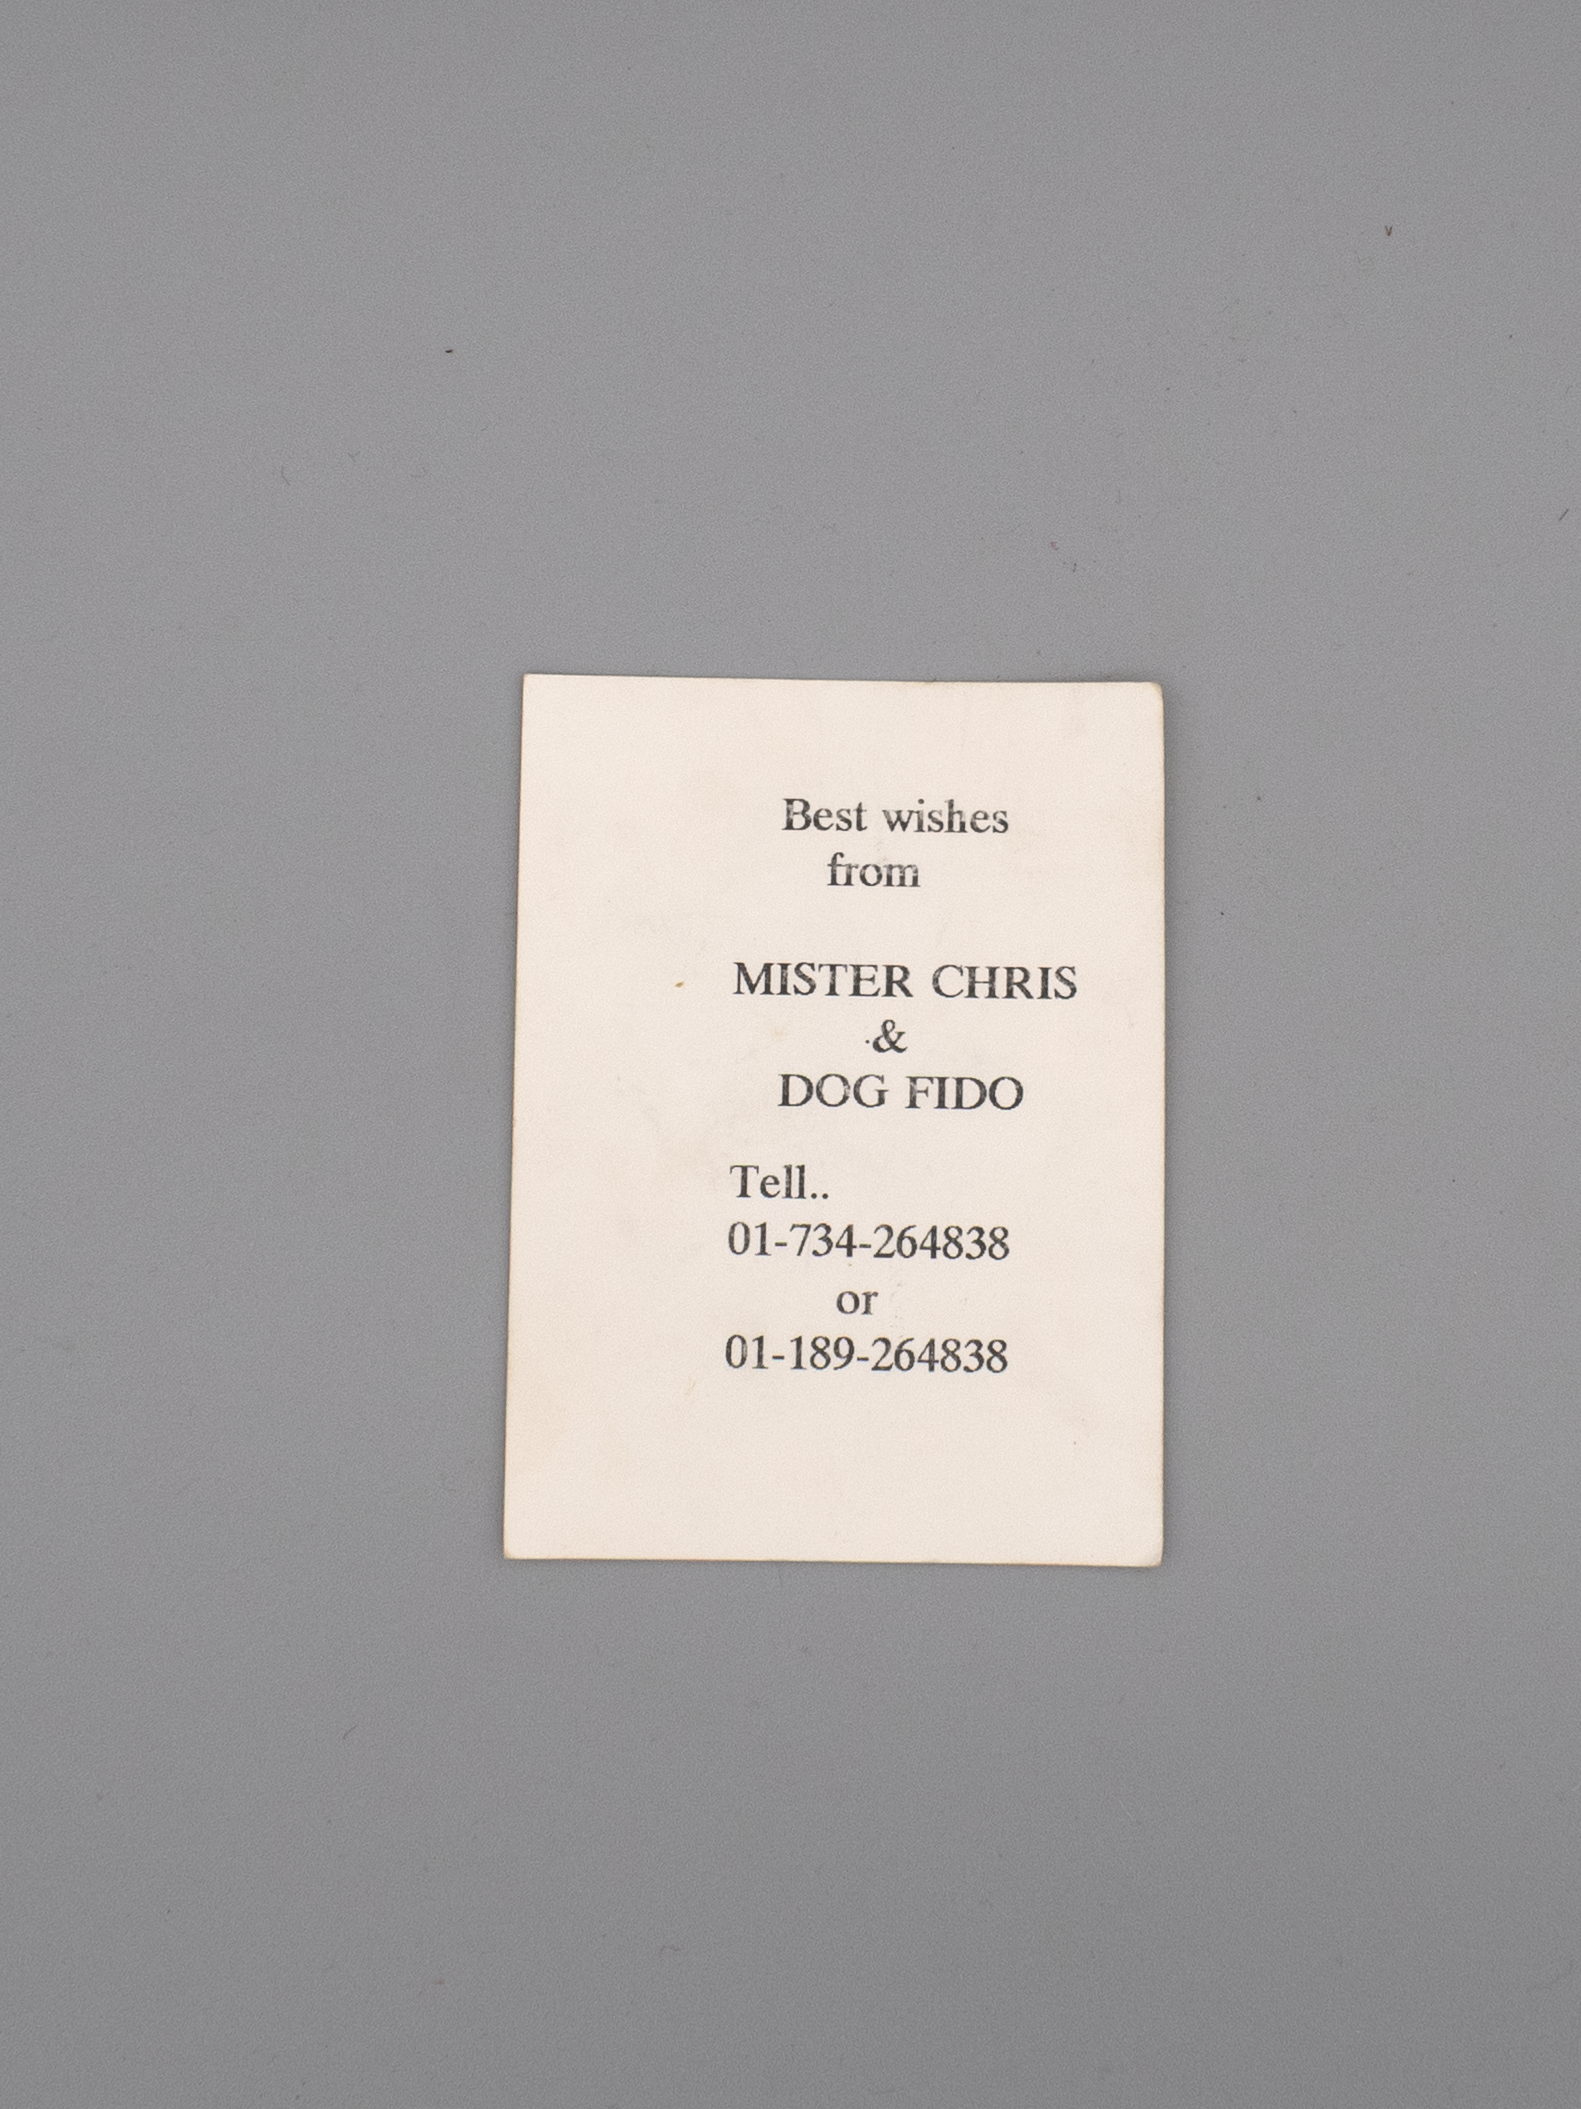 Best wishes
from
MISTER CHRIS
&
DOG FIDO
Tell..
01-734-264838
or
01-189-264838